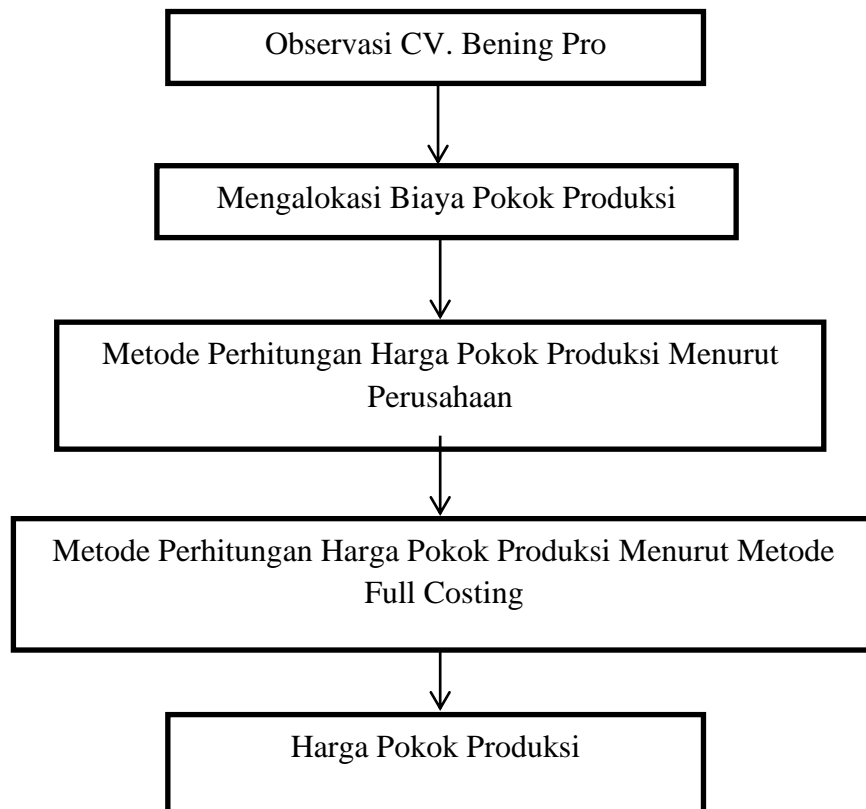 Observasi CV. Bening Pro
Mengalokasi Biaya Pokok Produksi
Metode Perhitungan Harga Pokok Produksi Menurut
Perusahaan
Metode Perhitungan Harga Pokok Produksi Menurut Metode
Full Costing
Harga Pokok Produksi